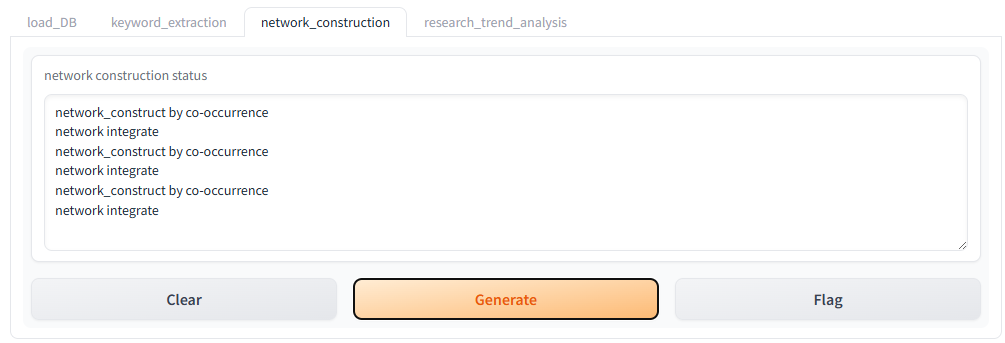 load_DB keyword_extraction network_construction research_trend_analysis
network construction status
network_construct by co-occurrence
network integrate
network_construct by co-occurrence
network integrate
network_construct by co-occurrence
network integrate
Clear Generate Flag